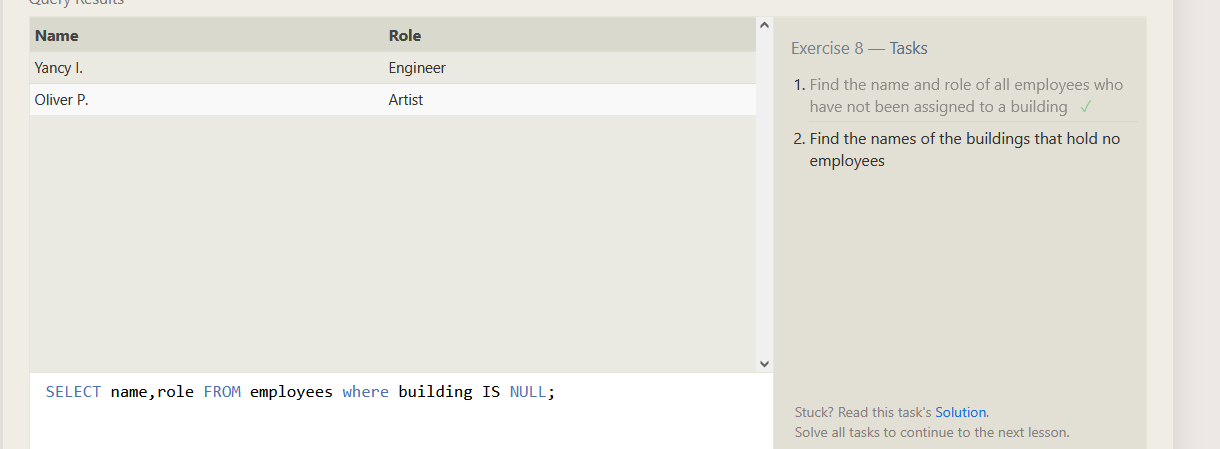 Query Results
Name Role
Yancy I. Engineer
Oliver P. Artist
SELECT name,role FROM employees where building IS NULL;
Exercise 8 — Tasks
1. Find the name and role of all employees who
have not been assigned to a building ✓
2. Find the names of the buildings that hold no
employees
Stuck? Read this task's Solution.
Solve all tasks to continue to the next lesson.